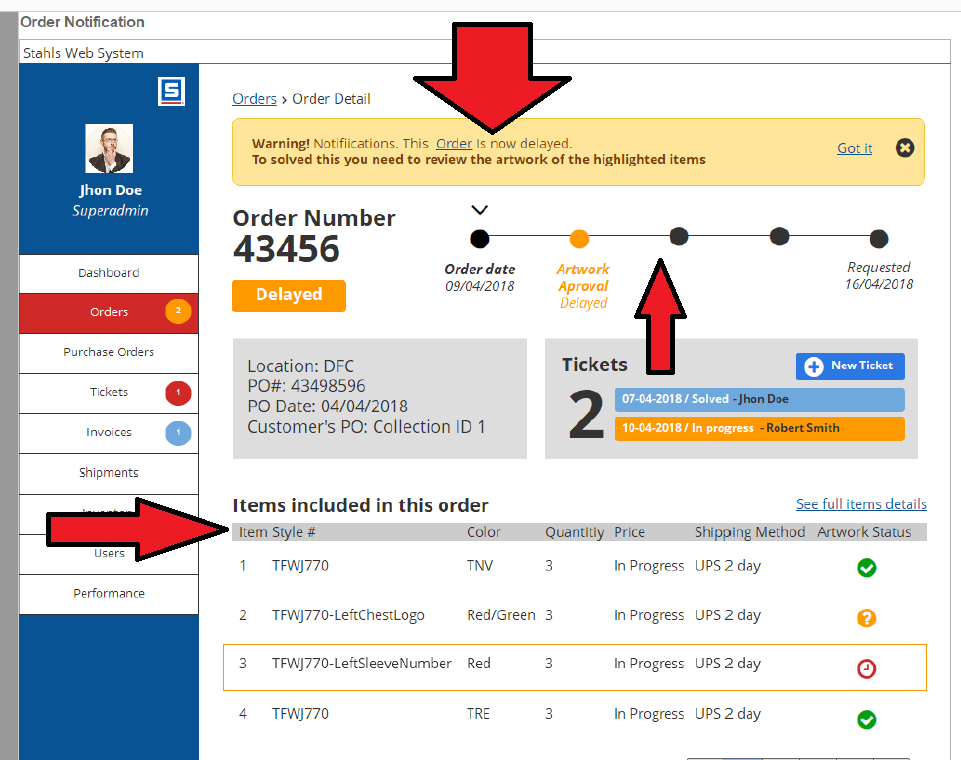 Order Notification
Stahls Web System
S
Jhon Doe
Superadmin
Dashboard
Orders 2
Purchase Orders
Tickets 1
Invoices 1
Shipments
Users
Performance
Orders › Order Detail
Warning! Notifiications. This Order is now delayed.
To solved this you need to review the artwork of the highlighted items
Got it
Order Number
43456
Delayed
Order date
09/04/2018
Artwork
Aproval
Delayed
Requested
16/04/2018
Location: DFC
PO#: 43498596
PO Date: 04/04/2018
Customer's PO: Collection ID 1
Tickets
2
New Ticket
07-04-2018 / Solved - Jhon Doe
10-04-2018 / In progress - Robert Smith
Items included in this order
See full items details
Item Style # Color Quantitiy Price Shipping Method Artwork Status
1 TFWJ770 TNV 3 In Progress UPS 2 day
2 TFWJ770-LeftChestLogo Red/Green 3 In Progress UPS 2 day ?
3 TFWJ770-LeftSleeveNumber Red 3 In Progress UPS 2 day
4 TFWJ770 TRE 3 In Progress UPS 2 day